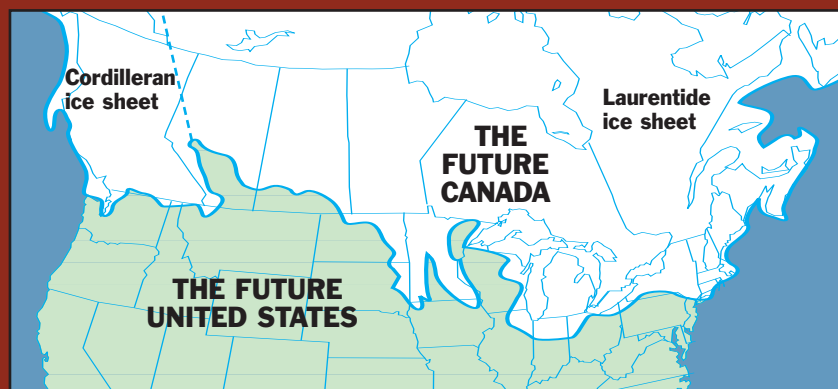 Cordilleran
ice sheet
Laurentide
ice sheet
THE
FUTURE
CANADA
THE FUTURE
UNITED STATES